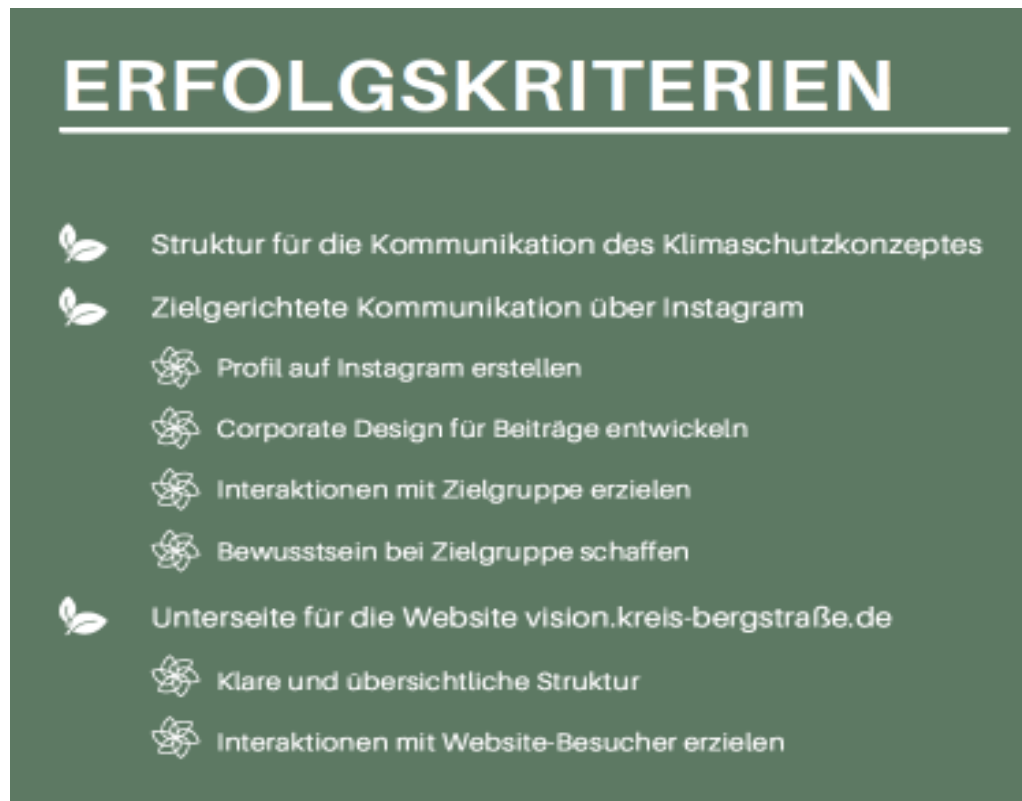 ERFOLGSKRITERIEN
Struktur für die Kommunikation des Klimaschutzkonzeptes
Zielgerichtete Kommunikation über Instagram
Profil auf Instagram erstellen
Corporate Design für Beiträge entwickeln
Interaktionen mit Zielgruppe erzielen
Bewusstsein bei Zielgruppe schaffen
Unterseite für die Website vision.kreis-bergstraße.de
Klare und übersichtliche Struktur
Interaktionen mit Website-Besucher erzielen